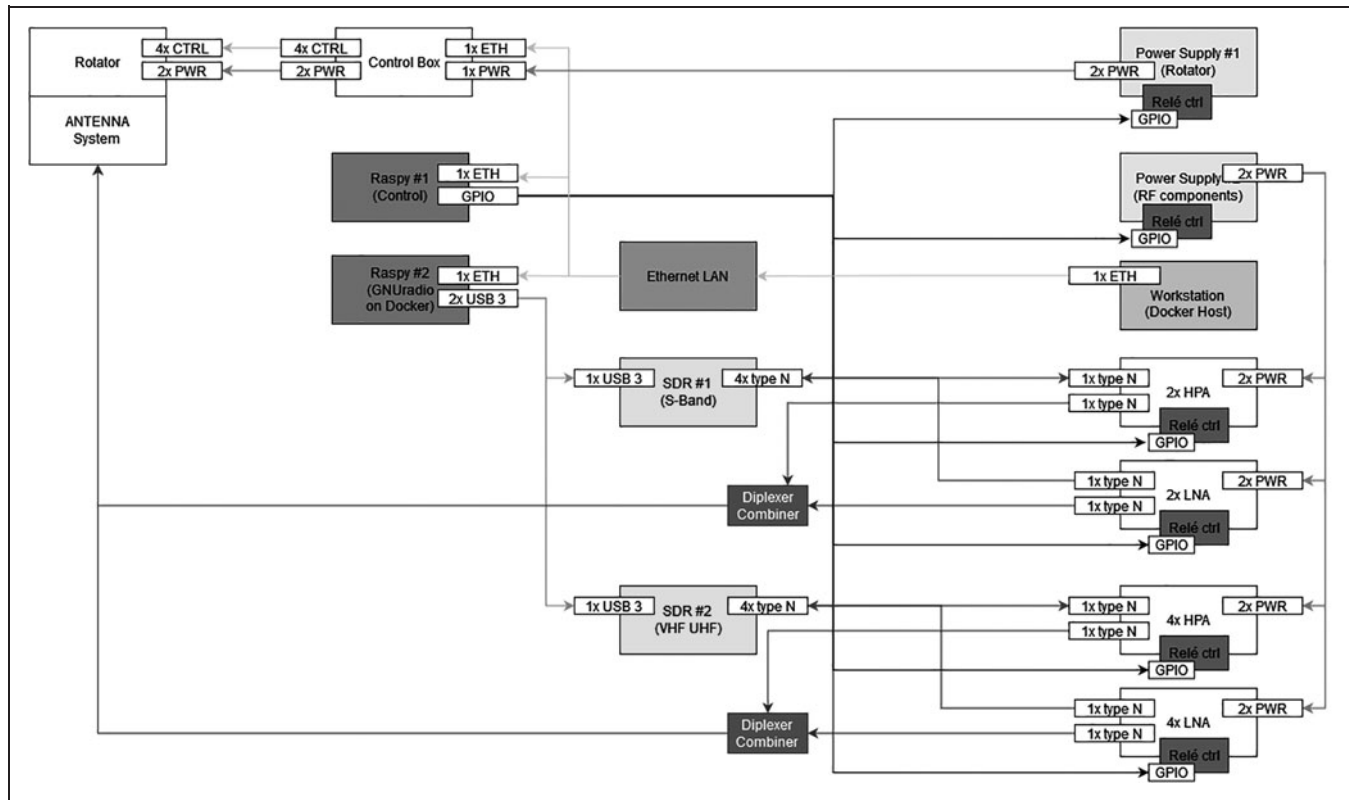 Rotator
4x CTRL
2x PWR
ANTENNA
System
4x CTRL
2x PWR
Control Box
1x ETH
1x PWR
2x PWR
Power Supply #1
(Rotator)
Relé ctrl
GPIO
Raspy #1
(Control)
1x ETH
GPIO
Power Supply
2x PWR
(RF components)
Relé ctrl
GPIO
Raspy #2
(GNUradio
on Docker)
1x ETH
2x USB 3
Ethernet LAN
1x ETH
Workstation
(Docker Host)
1x USB 3
SDR #1
(S-Band)
4x type N
1x type N
1x type N
2x HPA
2x PWR
Relé ctrl
GPIO
Diplexer
Combiner
1x type N
1x type N
2x LNA
2x PWR
Relé ctrl
GPIO
1x USB 3
SDR #2
(VHF UHF)
4x type N
1x type N
1x type N
4x HPA
2x PWR
Relé ctrl
GPIO
Diplexer
Combiner
1x type N
1x type N
4x LNA
2x PWR
Relé ctrl
GPIO